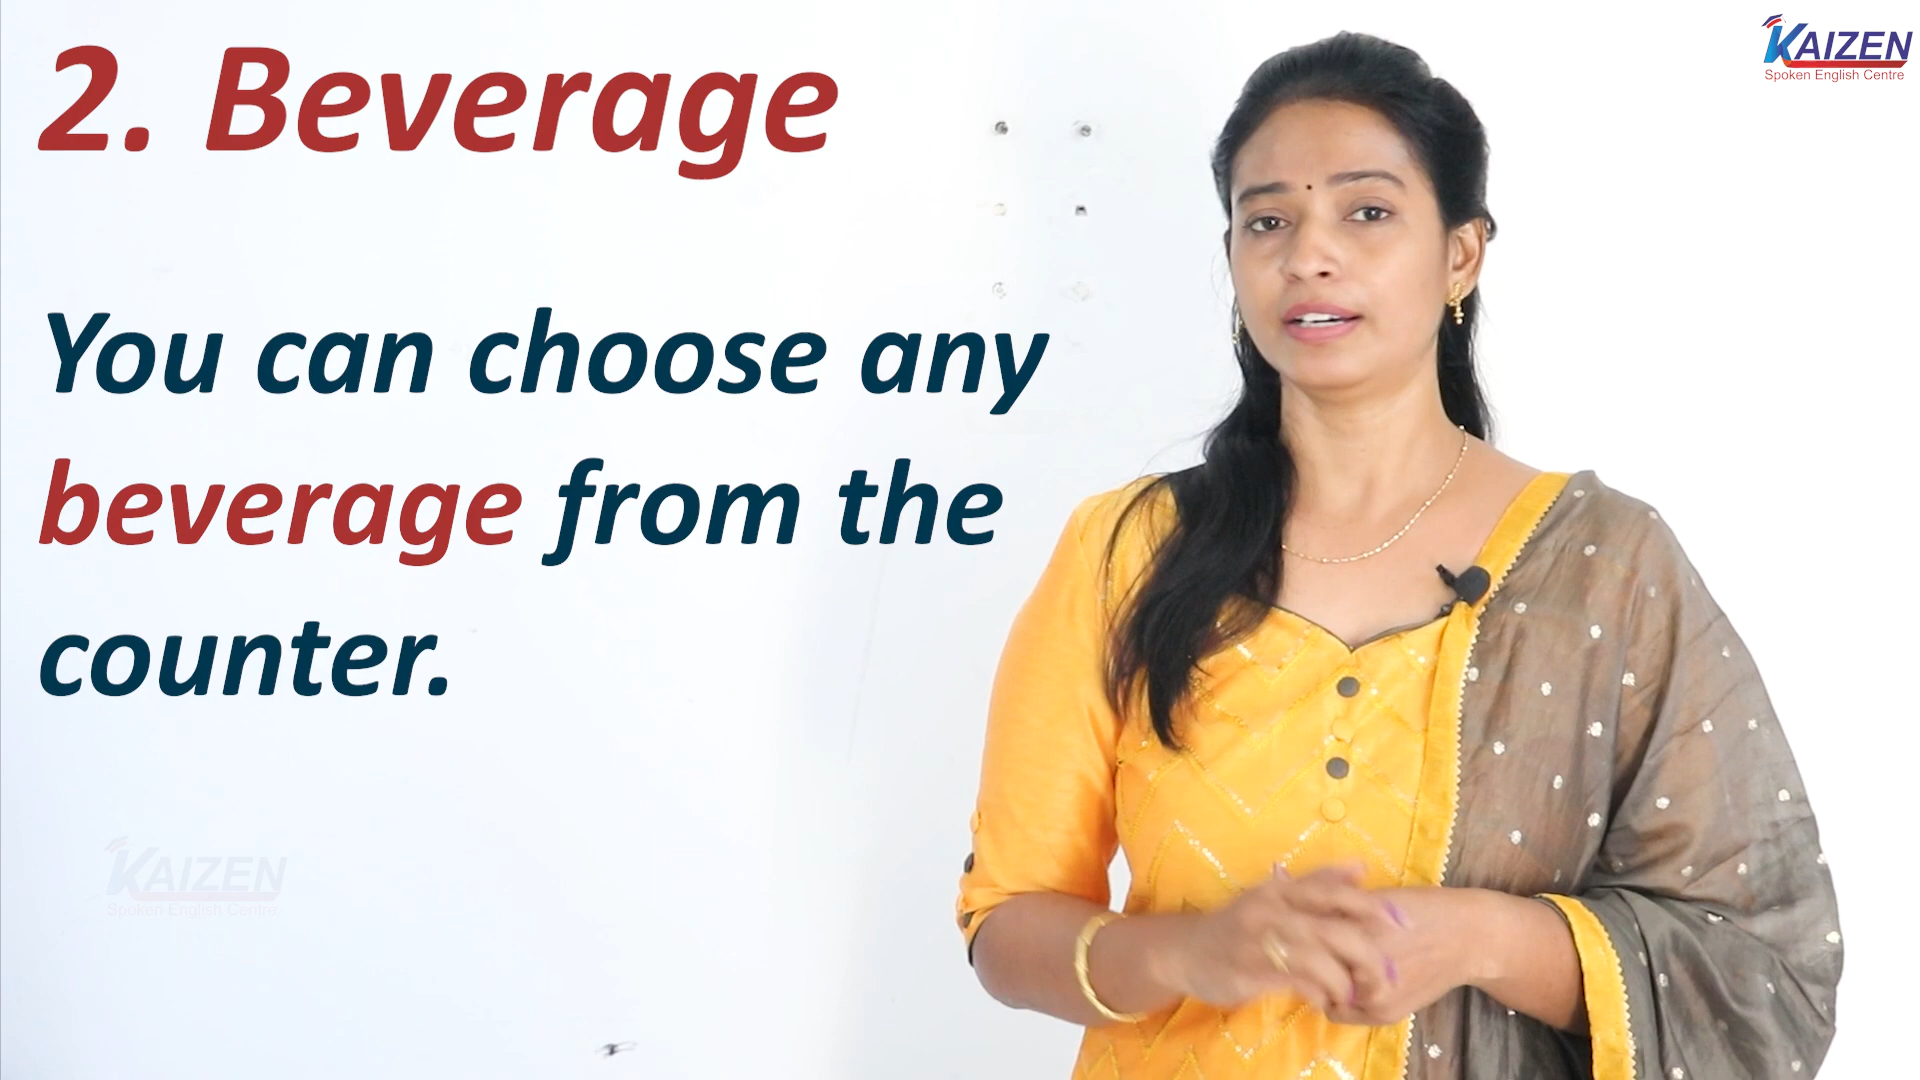 2. Beverage
KAIZEN
Spoken English Centre
You can choose any
beverage from the
counter.
KAIZEN
Spoken English Centre